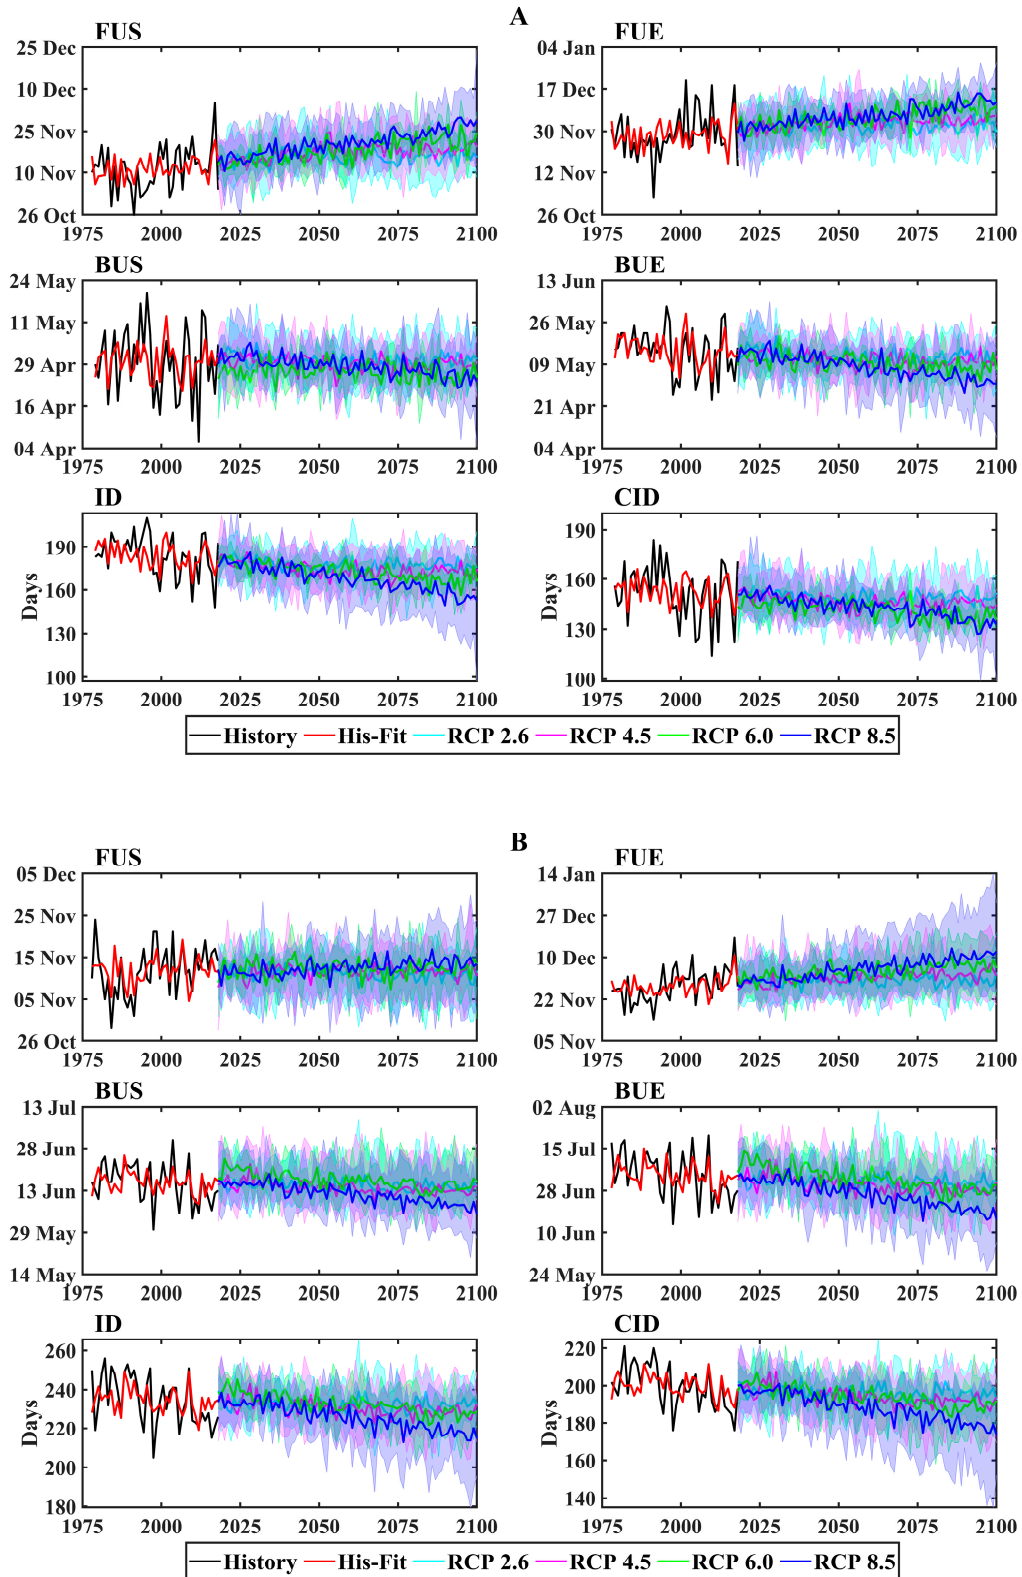 A
FUS FUE
25 Dec 04 Jan
10 Dec 17 Dec
25 Nov 30 Nov
10 Nov 12 Nov
26 Oct 26 Oct
1975 2000 2025 2050 2075 2100 1975 2000 2025 2050 2075 2100
BUS BUE
24 May 13 Jun
11 May 26 May
29 Apr 09 May
16 Apr 21 Apr
04 Apr 04 Apr
1975 2000 2025 2050 2075 2100 1975 2000 2025 2050 2075 2100
ID CID
190 190
160 160
130 130
100 100
Days Days
1975 2000 2025 2050 2075 2100 1975 2000 2025 2050 2075 2100
History His-Fit RCP 2.6 RCP 4.5 RCP 6.0 RCP 8.5
B
FUS FUE
05 Dec 14 Jan
25 Nov 27 Dec
15 Nov 10 Dec
05 Nov 22 Nov
26 Oct 05 Nov
1975 2000 2025 2050 2075 2100 1975 2000 2025 2050 2075 2100
BUS BUE
13 Jul 02 Aug
28 Jun 15 Jul
13 Jun 28 Jun
29 May 10 Jun
14 May 24 May
1975 2000 2025 2050 2075 2100 1975 2000 2025 2050 2075 2100
ID CID
260 220
240 200
220 180
200 160
180 140
Days Days
1975 2000 2025 2050 2075 2100 1975 2000 2025 2050 2075 2100
History His-Fit RCP 2.6 RCP 4.5 RCP 6.0 RCP 8.5